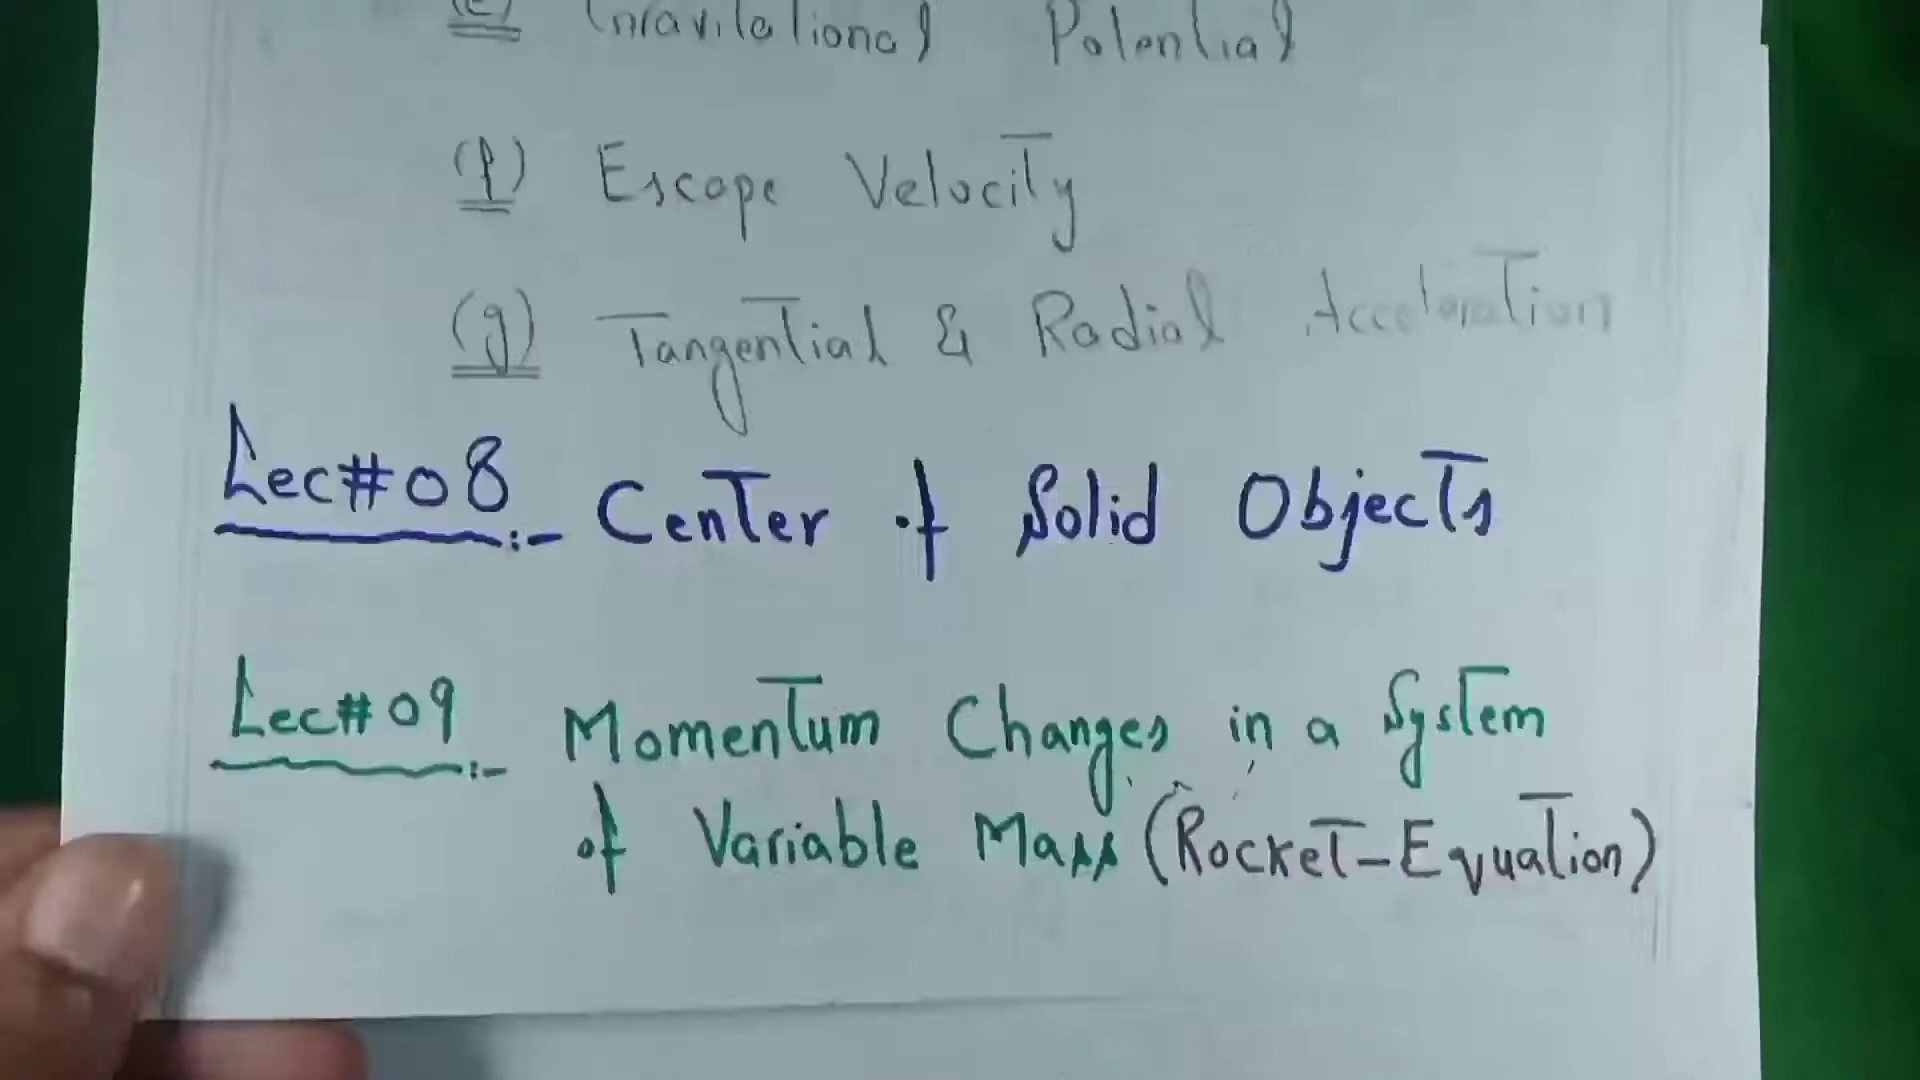 (e) Gravitational Potential
(f) Escape Velocity
(g) Tangential & Radial Acceleration
Lec#08:- Center of Solid Objects
Lec#09:- Momentum Changes in a System
of Variable Mass (Rocket-Equation)